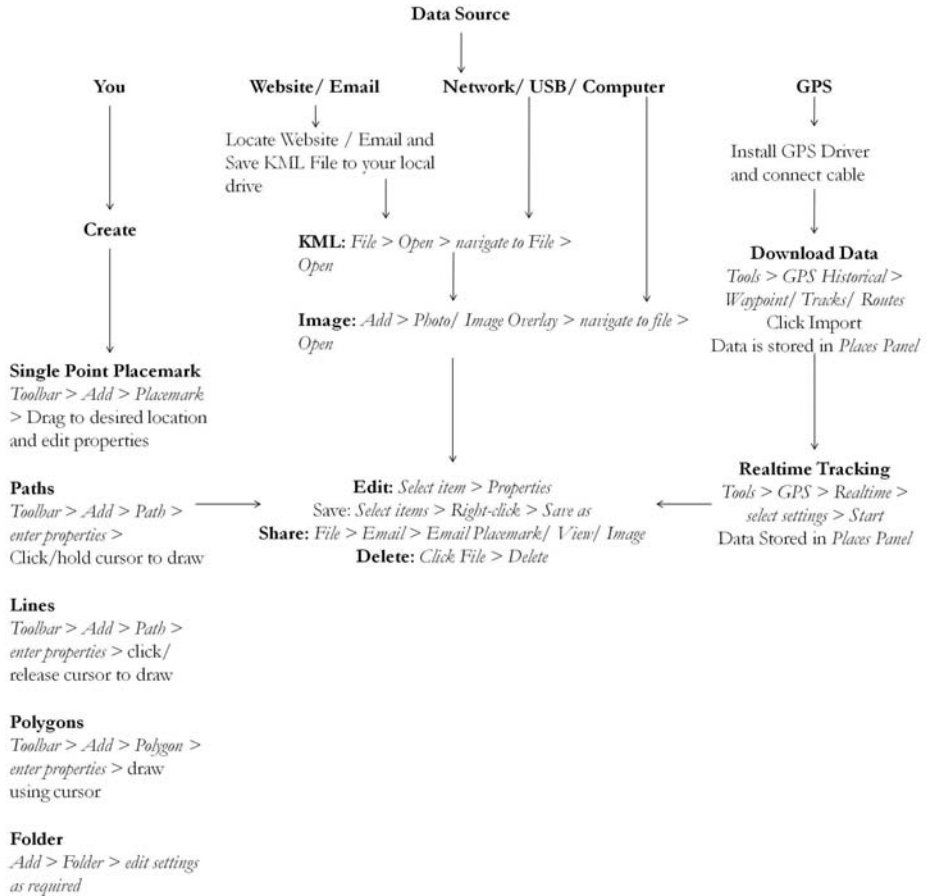 Data Source
You
Website/ Email
Network/ USB/ Computer
GPS
Locate Website / Email and
Save KML File to your local
drive
Install GPS Driver
and connect cable
Create
KML: File > Open > navigate to File >
Open
Download Data
Tools > GPS Historical >
Waypoint/ Tracks/ Routes
Click Import
Data is stored in Places Panel
Image: Add > Photo/ Image Overlay > navigate to file >
Open
Single Point Placemark
Toolbar > Add > Placemark
> Drag to desired location
and edit properties
Paths
Toolbar > Add > Path >
enter properties >
Click/hold cursor to draw
Edit: Select item > Properties
Save: Select items > Right-click > Save as
Share: File > Email > Email Placemark/ View/ Image
Delete: Click File > Delete
Realtime Tracking
Tools > GPS > Realtime >
select settings > Start
Data Stored in Places Panel
Lines
Toolbar > Add > Path >
enter properties > click/
release cursor to draw
Polygons
Toolbar > Add > Polygon >
enter properties > draw
using cursor
Folder
Add > Folder > edit settings
as required